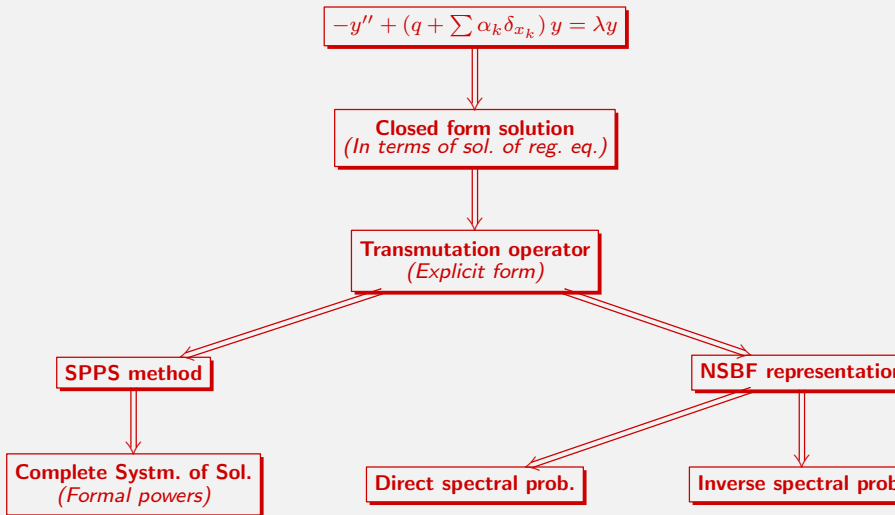 −y″ + (q + ∑ α_k δ_{x_k}) y = λy
Closed form solution
(In terms of sol. of reg. eq.)
Transmutation operator
(Explicit form)
SPPS method
NSBF representation
Complete Systm. of Sol.
(Formal powers)
Direct spectral prob.
Inverse spectral prob